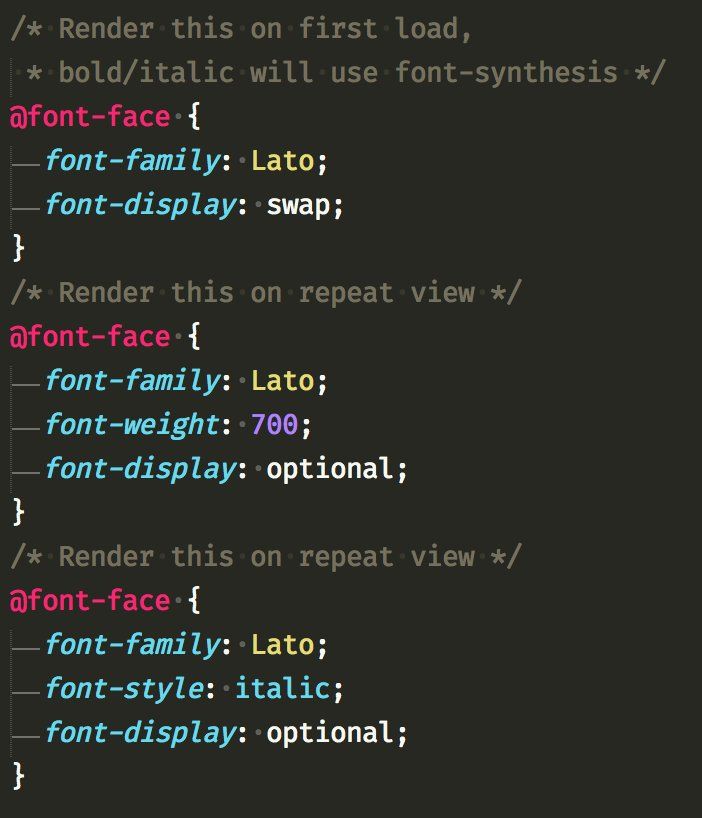 /* Render this on first load,
 * bold/italic will use font-synthesis */
@font-face {
  font-family: Lato;
  font-display: swap;
}
/* Render this on repeat view */
@font-face {
  font-family: Lato;
  font-weight: 700;
  font-display: optional;
}
/* Render this on repeat view */
@font-face {
  font-family: Lato;
  font-style: italic;
  font-display: optional;
}